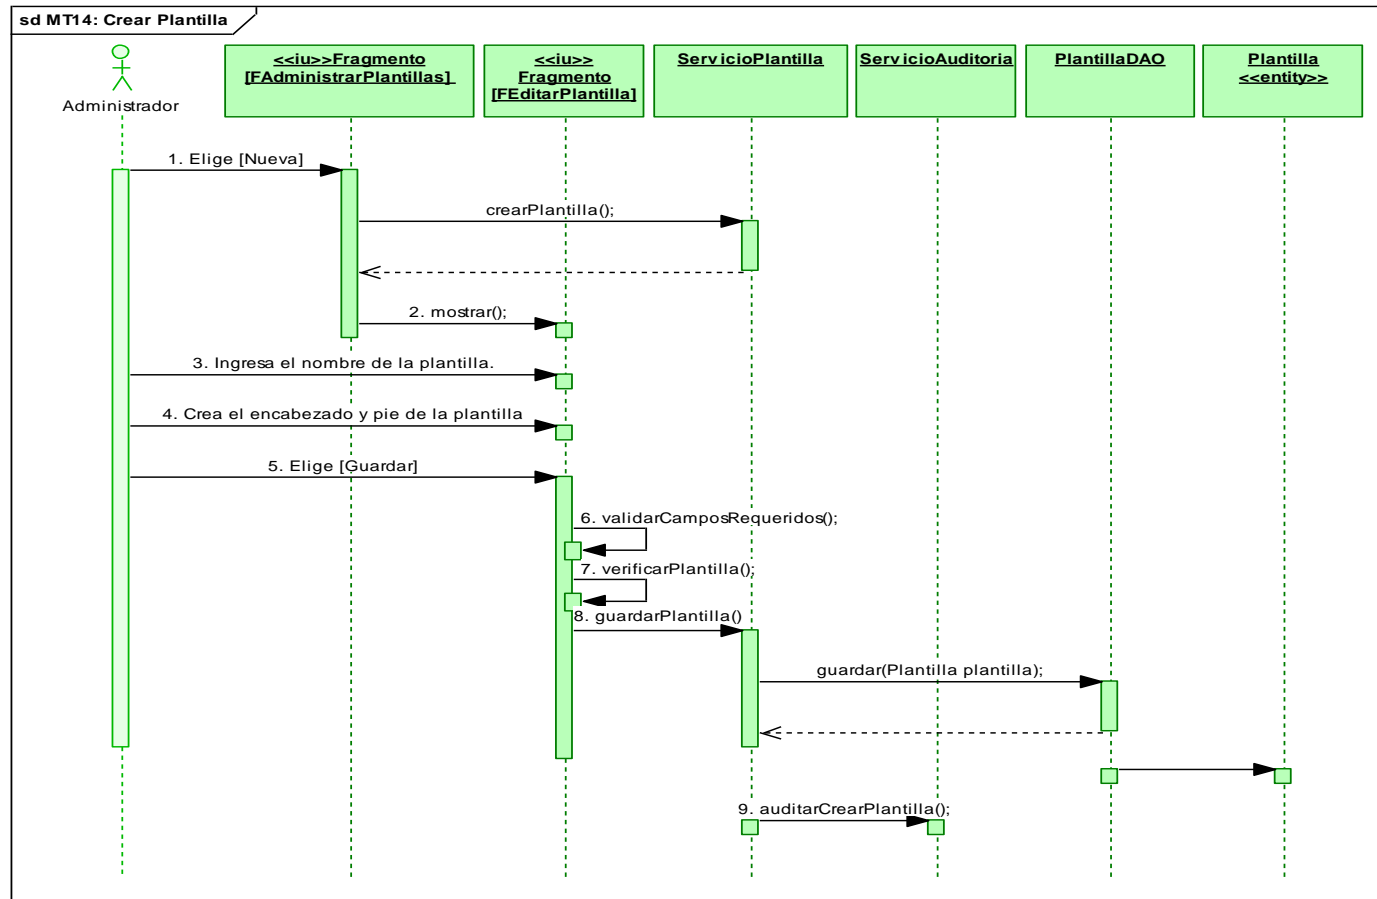 sd MT14: Crear Plantilla
Administrador
<<iu>>Fragmento
[FAdministrarPlantillas]
<<iu>>
Fragmento
[FEditarPlantilla]
ServicioPlantilla
ServicioAuditoria
PlantillaDAO
Plantilla
<<entity>>
1. Elige [Nueva]
crearPlantilla();
2. mostrar();
3. Ingresa el nombre de la plantilla.
4. Crea el encabezado y pie de la plantilla
5. Elige [Guardar]
6. validarCamposRequeridos();
7. verificarPlantilla();
8. guardarPlantilla()
guardar(Plantilla plantilla);
9. auditarCrearPlantilla();